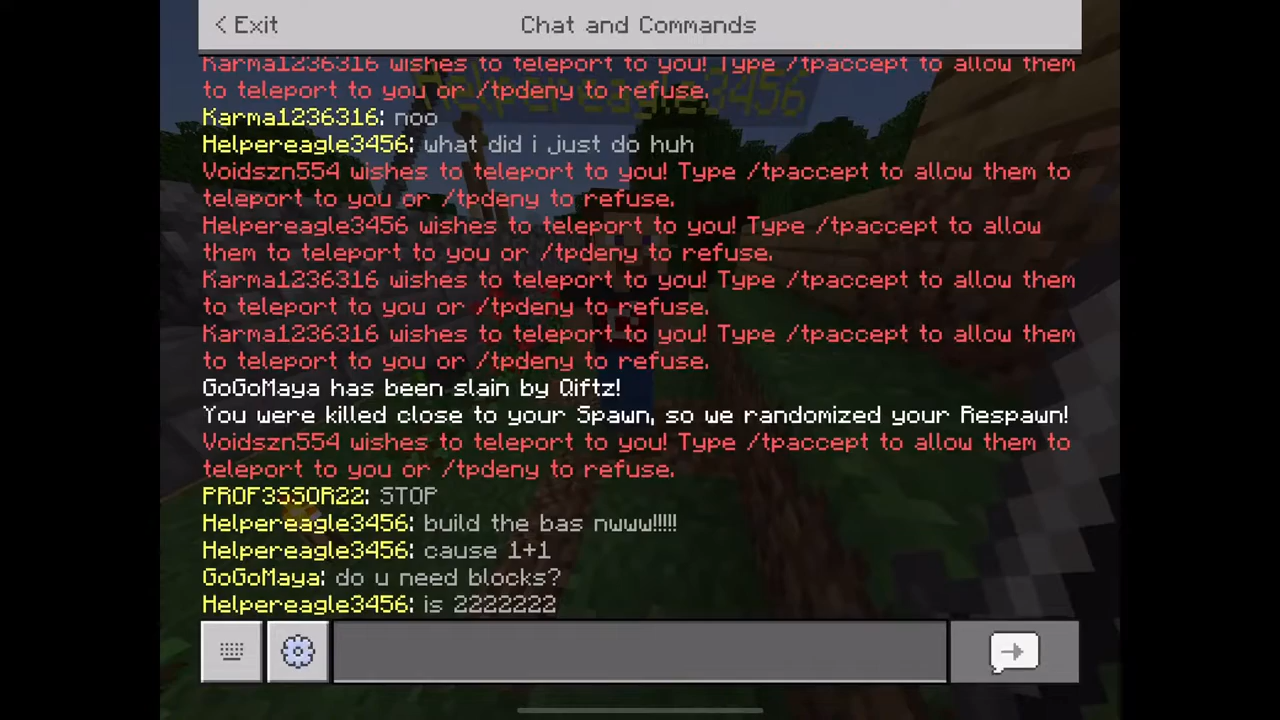 Exit
Chat and Commands
Karma1236316 wishes to teleport to you! Type /tpaccept to allow them
to teleport to you or /tpdeny to refuse.
Helpereagle3456
Karma1236316: noo
Helpereagle3456: what did i just do huh
Voidszn554 wishes to teleport to you! Type /tpaccept to allow them to
teleport to you or /tpdeny to refuse.
Helpereagle3456 wishes to teleport to you! Type /tpaccept to allow
them to teleport to you or /tpdeny to refuse.
Karma1236316 wishes to teleport to you! Type /tpaccept to allow them
to teleport to you or /tpdeny to refuse.
Karma1236316 wishes to teleport to you! Type /tpaccept to allow them
to teleport to you or /tpdeny to refuse.
GoGoMaya has been slain by Qiftz!
You were killed close to your Spawn, so we randomized your Respawn!
Voidszn554 wishes to teleport to you! Type /tpaccept to allow them to
teleport to you or /tpdeny to refuse.
PR0F3SSOR22: STOP
Helpereagle3456: build the bas nwww!!!!!
Helpereagle3456: cause 1+1
GoGoMaya: do u need blocks?
Helpereagle3456: is 2222222